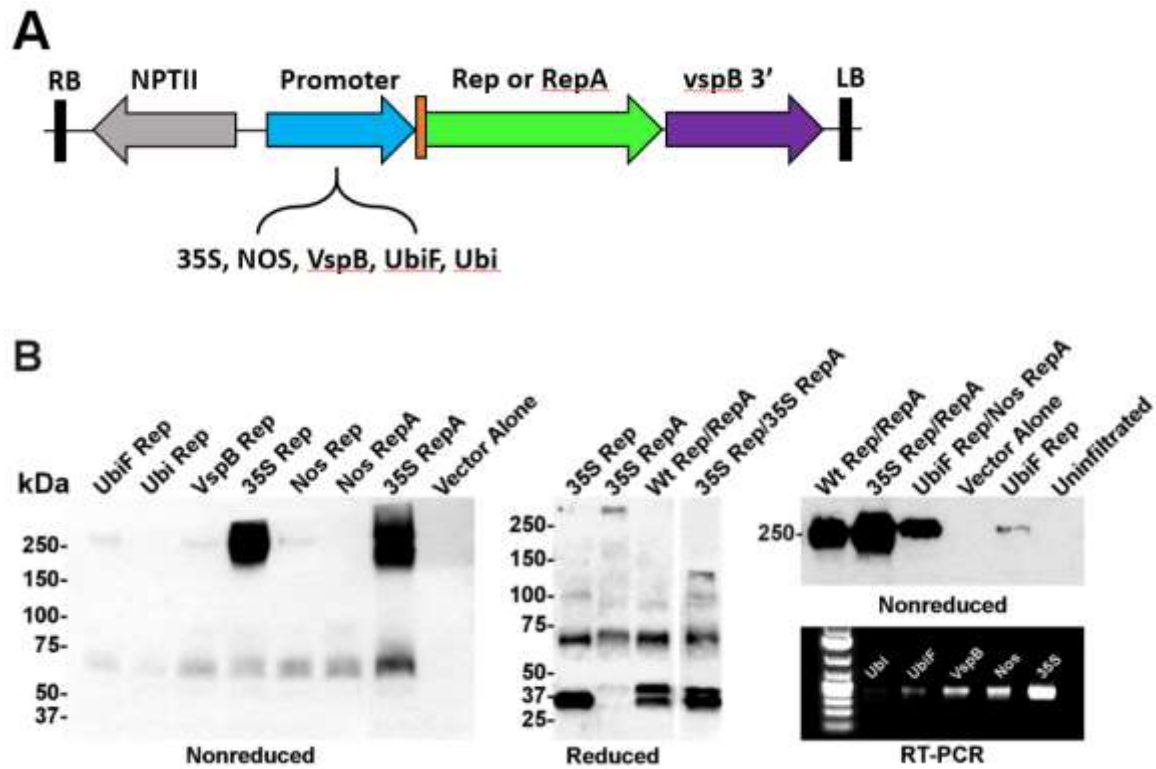 A
RB NPTII Promoter Rep or RepA vspB 3’ LB
35S, NOS, VspB, UbiF, Ubi
B
kDa
UbiF Rep
Ubi Rep
VspB Rep
35S Rep
Nos Rep
Nos RepA
35S RepA
Vector Alone
250-
150-
100-
75-
50-
37-
Nonreduced
35S Rep
35S RepA
Wt Rep/RepA
35S Rep/35S RepA
250-
150-
100-
75-
50-
37-
25-
Reduced
Wt Rep/RepA
35S Rep/RepA
UbiF Rep/Nos RepA
Vector Alone
UbiF Rep
Uninfiltrated
250-
Nonreduced
Ubi
UbiF
VspB
Nos
35S
RT-PCR